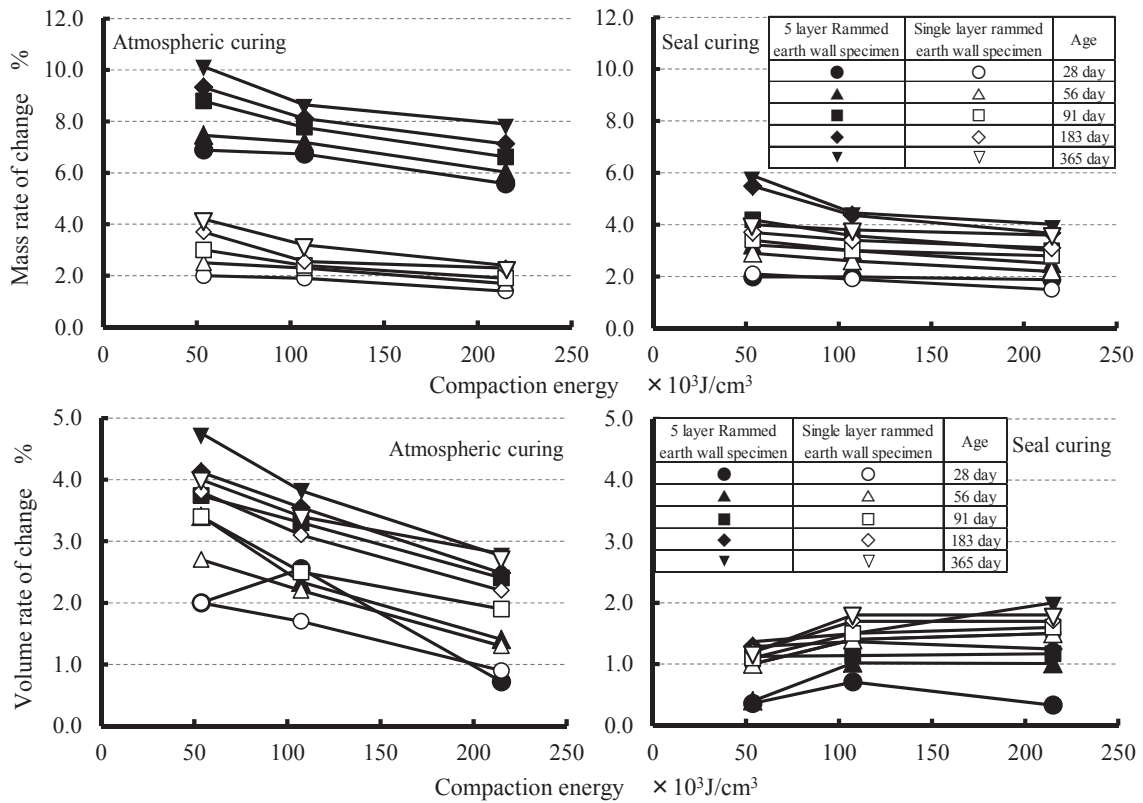 Mass rate of change %
Atmospheric curing
12.0
10.0
8.0
6.0
4.0
2.0
0.0
0 50 100 150 200 250
Seal curing
12.0
10.0
8.0
6.0
4.0
2.0
0.0
0 50 100 150 200 250
5 layer Rammed earth wall specimen
Single layer rammed earth wall specimen
Age
28 day
56 day
91 day
183 day
365 day
Compaction energy ×10³J/cm³
Volume rate of change %
Atmospheric curing
5.0
4.0
3.0
2.0
1.0
0.0
0 50 100 150 200 250
Seal curing
5.0
4.0
3.0
2.0
1.0
0.0
0 50 100 150 200 250
5 layer Rammed earth wall specimen
Single layer rammed earth wall specimen
Age
28 day
56 day
91 day
183 day
365 day
Compaction energy ×10³J/cm³